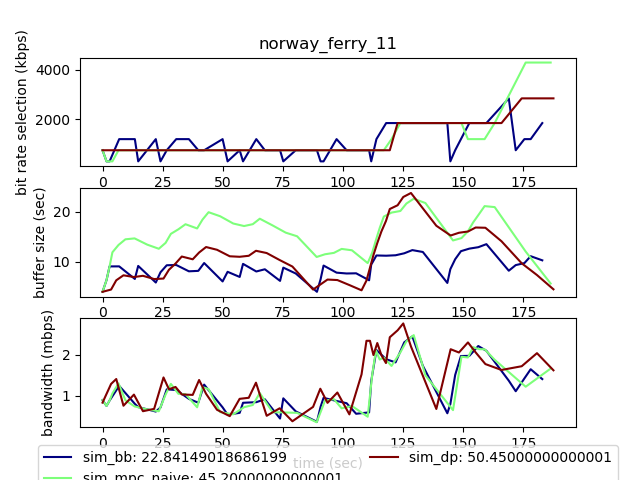 norway_ferry_11
bit rate selection (kbps)
4000
2000
0 25 50 75 100 125 150 175
buffer size (sec)
20
10
0 25 50 75 100 125 150 175
bandwidth (mbps)
2
1
0 25 50 75 100 125 150 175
time (sec)
sim_bb: 22.84149018686199
sim_mpc_naive: 45.20000000000001
sim_dp: 50.45000000000001